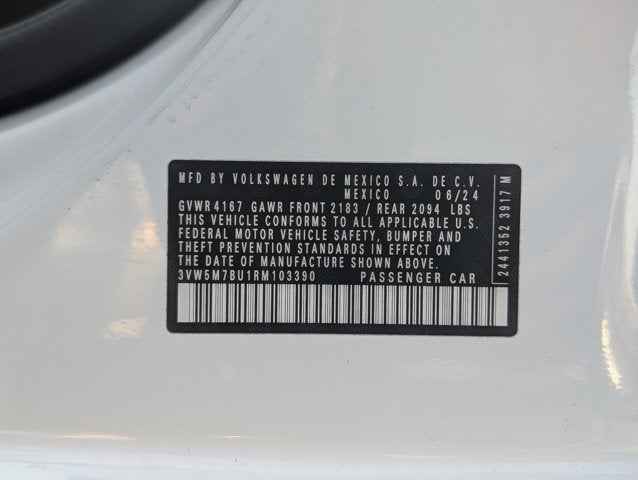 MFD BY VOLKSWAGEN DE MEXICO S.A. DE C.V.
MEXICO 06/24
GVWR 4167 GAWR FRONT 2183 / REAR 2094 LBS
THIS VEHICLE CONFORMS TO ALL APPLICABLE U.S.
FEDERAL MOTOR VEHICLE SAFETY, BUMPER AND
THEFT PREVENTION STANDARDS IN EFFECT ON
THE DATE OF MANUFACTURE SHOWN ABOVE.
3VW5M7BU1RM103390 PASSENGER CAR
2441352 3917 M